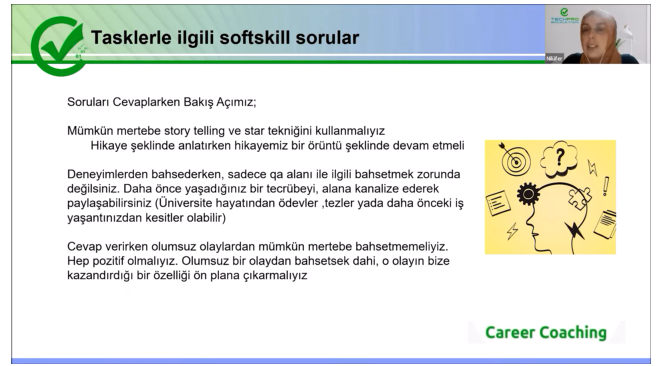 Tasklerle ilgili softskill sorular
TECHPRO
Nilüfer
Soruları Cevaplarken Bakış Açımız;
Mümkün mertebe story telling ve star tekniğini kullanmalıyız
Hikaye şeklinde anlatırken hikayemiz bir örüntü şeklinde devam etmeli
Deneyimlerden bahsederken, sadece qa alanı ile ilgili bahsetmek zorunda
değilsiniz. Daha önce yaşadığınız bir tecrübeyi, alana kanalize ederek
paylaşabilirsiniz (Üniversite hayatından ödevler ,tezler yada daha önceki iş
yaşantınızdan kesitler olabilir)
Cevap verirken olumsuz olaylardan mümkün mertebe bahsetmemeliyiz.
Hep pozitif olmalıyız. Olumsuz bir olaydan bahsetsek dahi, o olayın bize
kazandırdığı bir özelliği ön plana çıkarmalıyız
Career Coaching